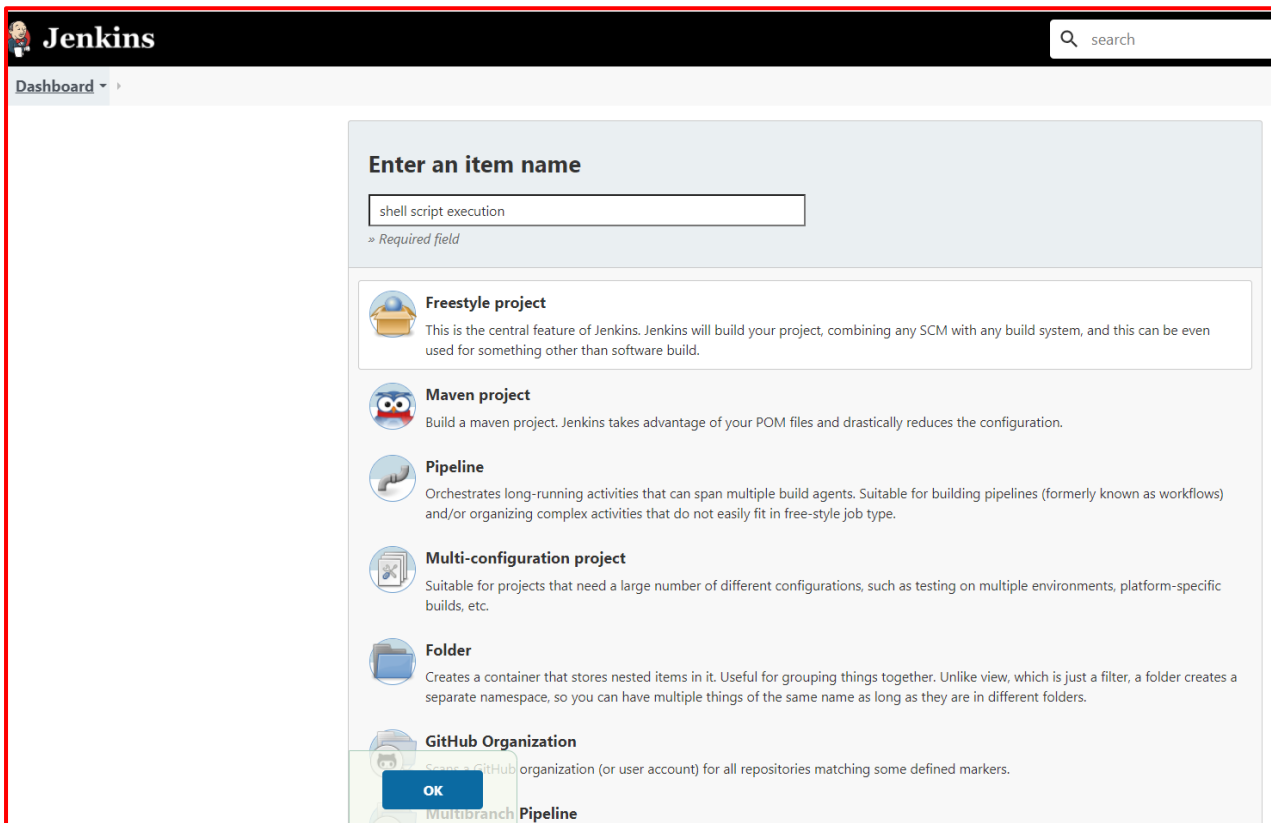 Jenkins
search
Dashboard
Enter an item name
shell script execution
» Required field
Freestyle project
This is the central feature of Jenkins. Jenkins will build your project, combining any SCM with any build system, and this can be even
used for something other than software build.
Maven project
Build a maven project. Jenkins takes advantage of your POM files and drastically reduces the configuration.
Pipeline
Orchestrates long-running activities that can span multiple build agents. Suitable for building pipelines (formerly known as workflows)
and/or organizing complex activities that do not easily fit in free-style job type.
Multi-configuration project
Suitable for projects that need a large number of different configurations, such as testing on multiple environments, platform-specific
builds, etc.
Folder
Creates a container that stores nested items in it. Useful for grouping things together. Unlike view, which is just a filter, a folder creates a
separate namespace, so you can have multiple things of the same name as long as they are in different folders.
GitHub Organization
Scans a GitHub organization (or user account) for all repositories matching some defined markers.
OK
Multibranch Pipeline